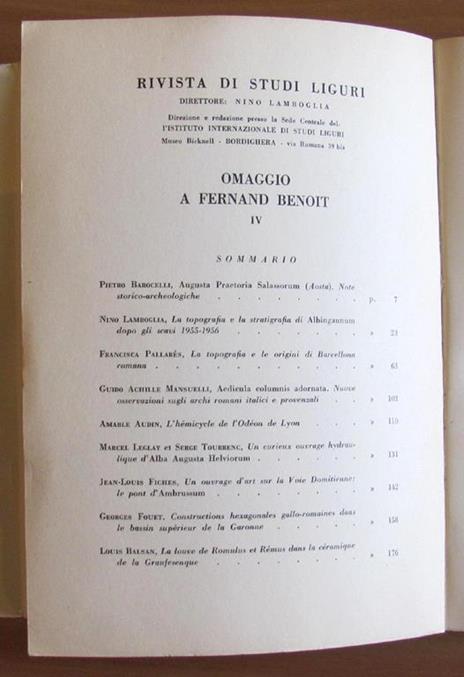 RIVISTA DI STUDI LIGURI
DIRETTORE: NINO LAMBOGLIA
Direzione e redazione presso la Sede Centrale del-
l'ISTITUTO INTERNAZIONALE DI STUDI LIGURI
Museo Bicknell - BORDIGHERA - via Romana 39 bis
OMAGGIO
A FERNAND BENOIT
IV
SOMMARIO
PIETRO BAROCELLI, Augusta Praetoria Salassorum (Aosta). Note
storico-archeologiche . . . . . . . . p. 7
NINO LAMBOGLIA, La topografia e la stratigrafia di Albingaunum
dopo gli scavi 1955-1956 . . . . . . . » 23
FRANCISCA PALLARÉS, La topografia e le origini di Barcellona
romana . . . . . . . . . . » 63
GUIDO ACHILLE MANSUELLI, Aedicula columnis adornata. Nuove
osservazioni sugli archi romani italici e provenzali . . » 103
AMABLE AUDIN, L'hémicycle de l'Odéon de Lyon . . . » 119
MARCEL LEGLAY et SERGE TOURRENC, Un curieux ouvrage hydrau-
lique d'Alba Augusta Helviorum . . . . . » 131
JEAN-LOUIS FICHES, Un ouvrage d'art sur la Voie Domitienne:
le pont d'Ambrussum . . . . . . . » 142
GEORGES FOUET, Constructions hexagonales gallo-romaines dans
le bassin supérieur de la Garonne . . . . . » 158
LOUIS BALSAN, La louve de Romulus et Rémus dans la céramique
de la Graufesenque . . . . . . . » 176